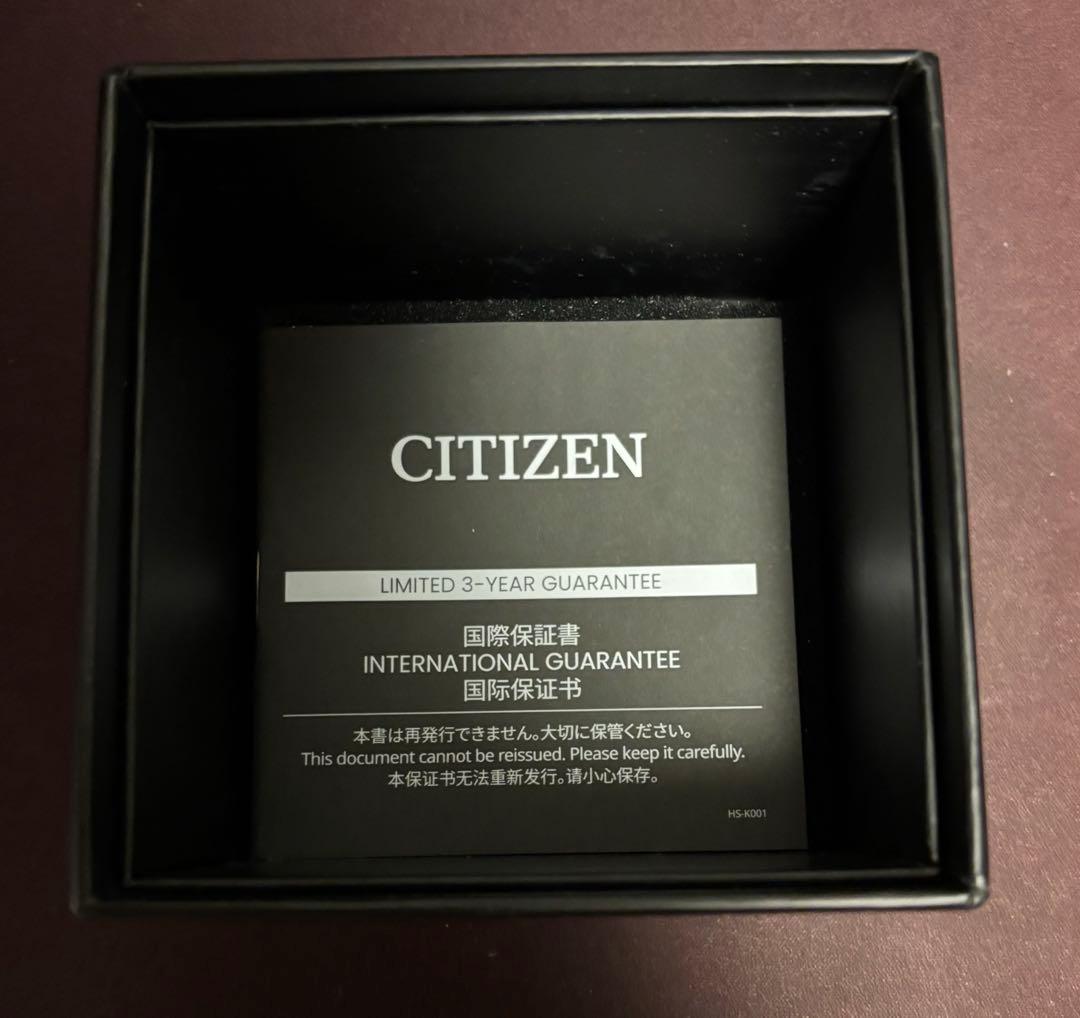 CITIZEN
LIMITED 3-YEAR GUARANTEE
国際保証書
INTERNATIONAL GUARANTEE
国际保证书
本書は再発行できません。大切に保管ください。
This document cannot be reissued. Please keep it carefully.
本保证书无法重新发行。请小心保存。
HS-K001